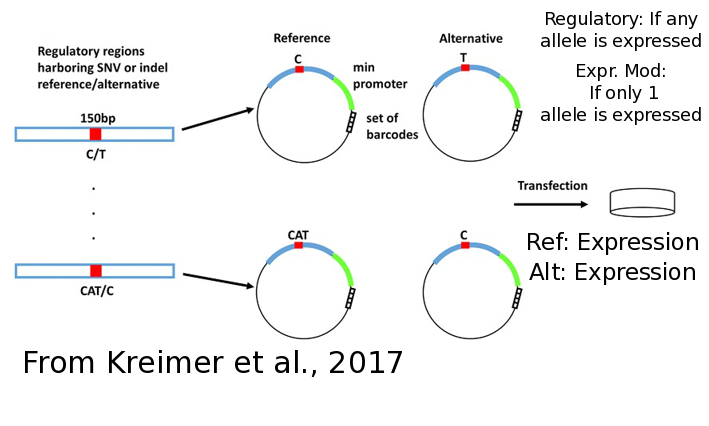 Regulatory regions
harboring SNV or indel
reference/alternative
150bp
C/T
.
.
.
CAT/C
Reference
C
min
promoter
set of
barcodes
CAT
Alternative
T
C
Regulatory: If any
allele is expressed
Expr. Mod:
If only 1
allele is expressed
Transfection
Ref: Expression
Alt: Expression
From Kreimer et al., 2017